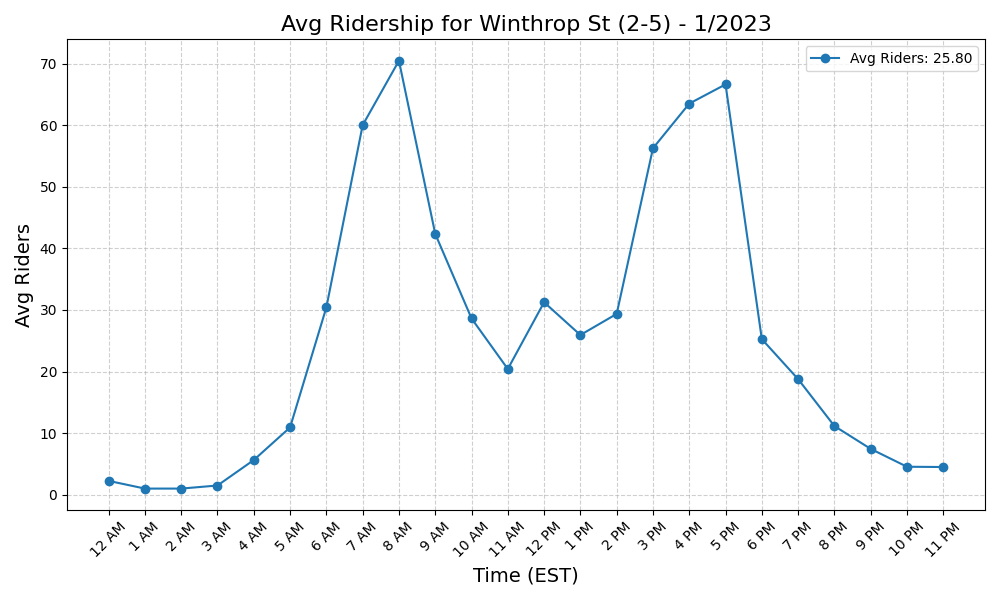 Avg Ridership for Winthrop St (2-5) - 1/2023
Avg Riders: 25.80
Avg Riders
70
60
50
40
30
20
10
0
12 AM
1 AM
2 AM
3 AM
4 AM
5 AM
6 AM
7 AM
8 AM
9 AM
10 AM
11 AM
12 PM
1 PM
2 PM
3 PM
4 PM
5 PM
6 PM
7 PM
8 PM
9 PM
10 PM
11 PM
Time (EST)